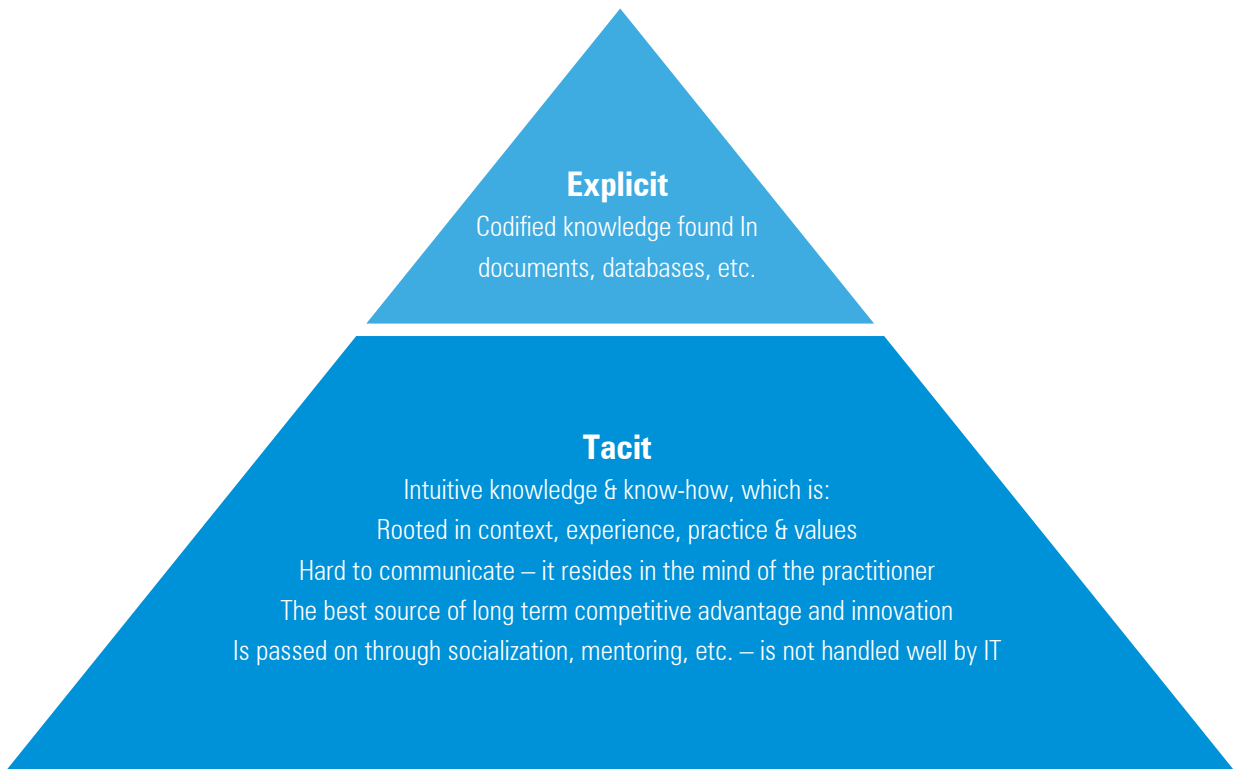 Explicit
Codified knowledge found In
documents, databases, etc.
Tacit
Intuitive knowledge & know-how, which is:
Rooted in context, experience, practice & values
Hard to communicate – it resides in the mind of the practitioner
The best source of long term competitive advantage and innovation
Is passed on through socialization, mentoring, etc. – is not handled well by IT